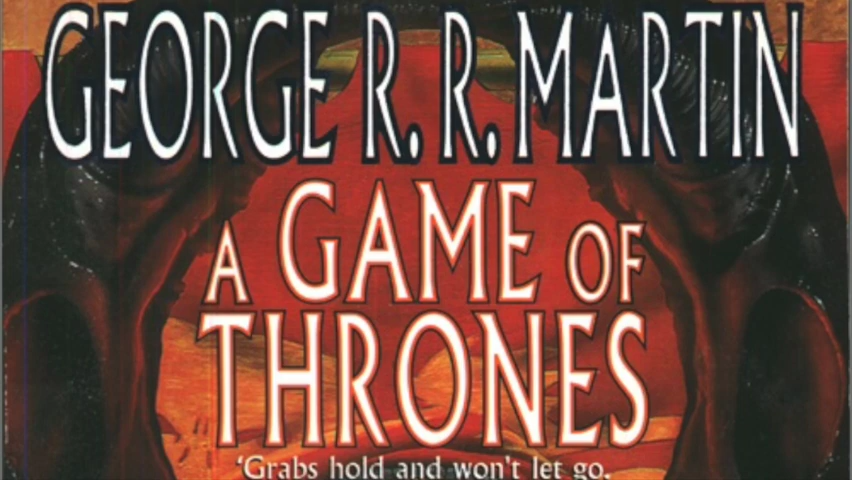 GEORGE R. R. MARTIN
A GAME OF
THRONES
‘Grabs hold and won't let go.